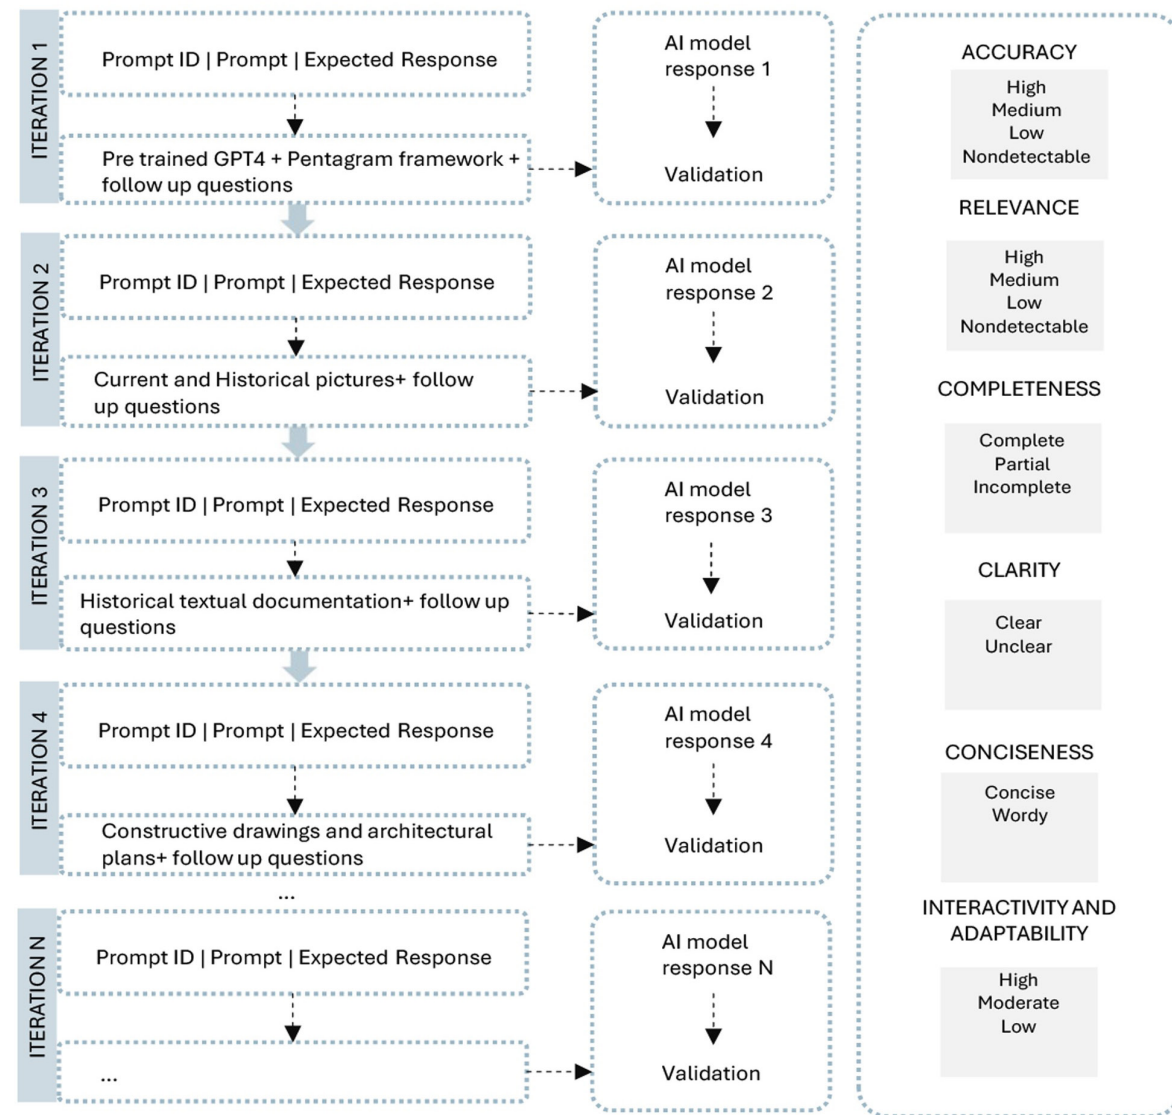 ITERATION 1
Prompt ID | Prompt | Expected Response
Pre trained GPT4 + Pentagram framework +
follow up questions
AI model
response 1
Validation
ITERATION 2
Prompt ID | Prompt | Expected Response
Current and Historical pictures+ follow
up questions
AI model
response 2
Validation
ITERATION 3
Prompt ID | Prompt | Expected Response
Historical textual documentation+ follow up
questions
AI model
response 3
Validation
ITERATION 4
Prompt ID | Prompt | Expected Response
Constructive drawings and architectural
plans+ follow up questions
AI model
response 4
Validation
...
ITERATION N
Prompt ID | Prompt | Expected Response
...
AI model
response N
Validation
ACCURACY
High
Medium
Low
Nondetectable
RELEVANCE
High
Medium
Low
Nondetectable
COMPLETENESS
Complete
Partial
Incomplete
CLARITY
Clear
Unclear
CONCISENESS
Concise
Wordy
INTERACTIVITY AND
ADAPTABILITY
High
Moderate
Low